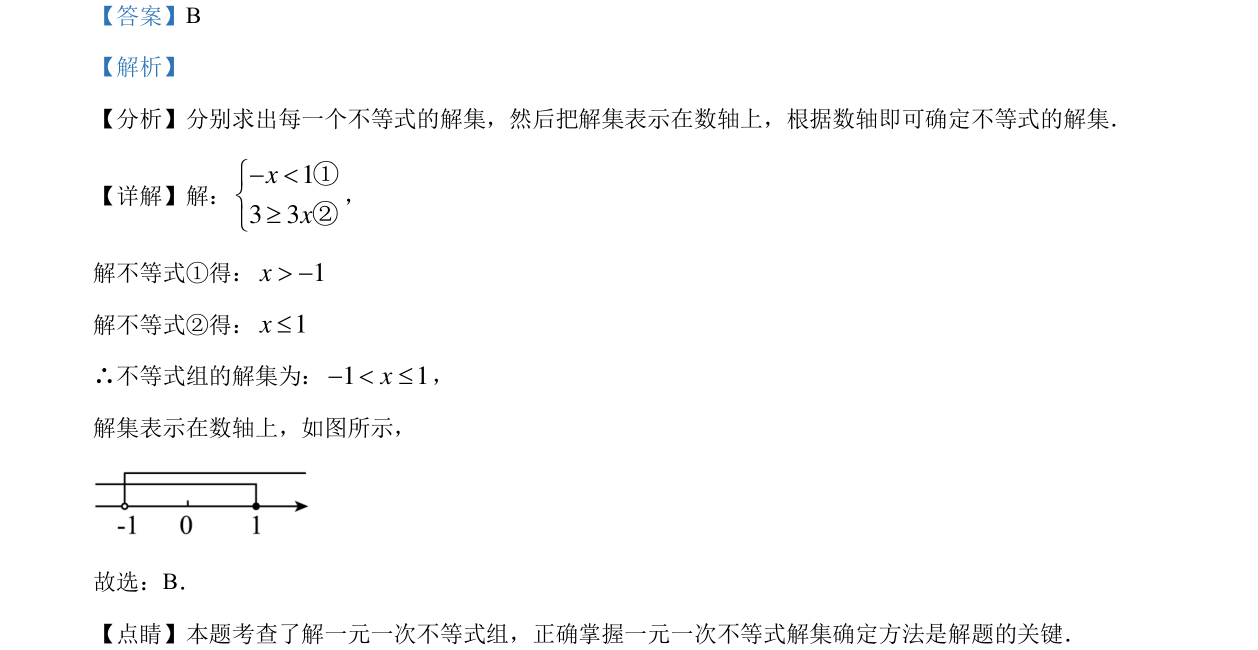 【答案】B
【解析】
【分析】分别求出每一个不等式的解集，然后把解集表示在数轴上，根据数轴即可确定不等式的解集．
【详解】解：{−x<1① 3≥3x②，
解不等式①得：x>−1
解不等式②得：x≤1
∴不等式组的解集为：−1<x≤1，
解集表示在数轴上，如图所示，
-1 0 1
故选：B．
【点睛】本题考查了解一元一次不等式组，正确掌握一元一次不等式解集确定方法是解题的关键．